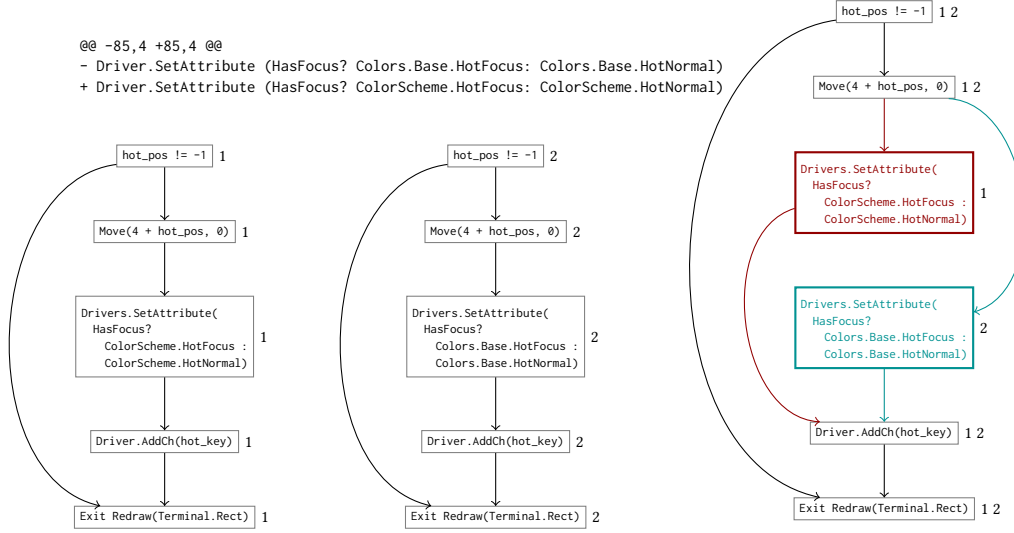 @@ -85,4 +85,4 @@
- Driver.SetAttribute (HasFocus? Colors.Base.HotFocus: Colors.Base.HotNormal)
+ Driver.SetAttribute (HasFocus? ColorScheme.HotFocus: ColorScheme.HotNormal)
hot_pos != -1 1
Move(4 + hot_pos, 0) 1
Drivers.SetAttribute(
HasFocus?
ColorScheme.HotFocus :
ColorScheme.HotNormal)
1
Driver.AddCh(hot_key) 1
Exit Redraw(Terminal.Rect) 1
hot_pos != -1 2
Move(4 + hot_pos, 0) 2
Drivers.SetAttribute(
HasFocus?
Colors.Base.HotFocus :
Colors.Base.HotNormal)
2
Driver.AddCh(hot_key) 2
Exit Redraw(Terminal.Rect) 2
hot_pos != -1 1 2
Move(4 + hot_pos, 0) 1 2
Drivers.SetAttribute(
HasFocus?
ColorScheme.HotFocus :
ColorScheme.HotNormal)
1
Drivers.SetAttribute(
HasFocus?
Colors.Base.HotFocus :
Colors.Base.HotNormal)
2
Driver.AddCh(hot_key) 1 2
Exit Redraw(Terminal.Rect) 1 2